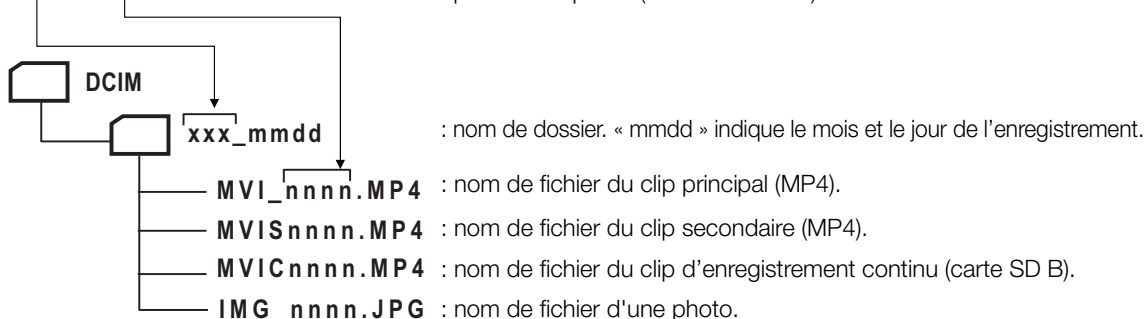 DCIM
xxx_mmdd : nom de dossier. « mmdd » indique le mois et le jour de l’enregistrement.
MVI_nnnn.MP4 : nom de fichier du clip principal (MP4).
MVISnnnn.MP4 : nom de fichier du clip secondaire (MP4).
MVICnnnn.MP4 : nom de fichier du clip d’enregistrement continu (carte SD B).
IMG nnnn.JPG : nom de fichier d'une photo.